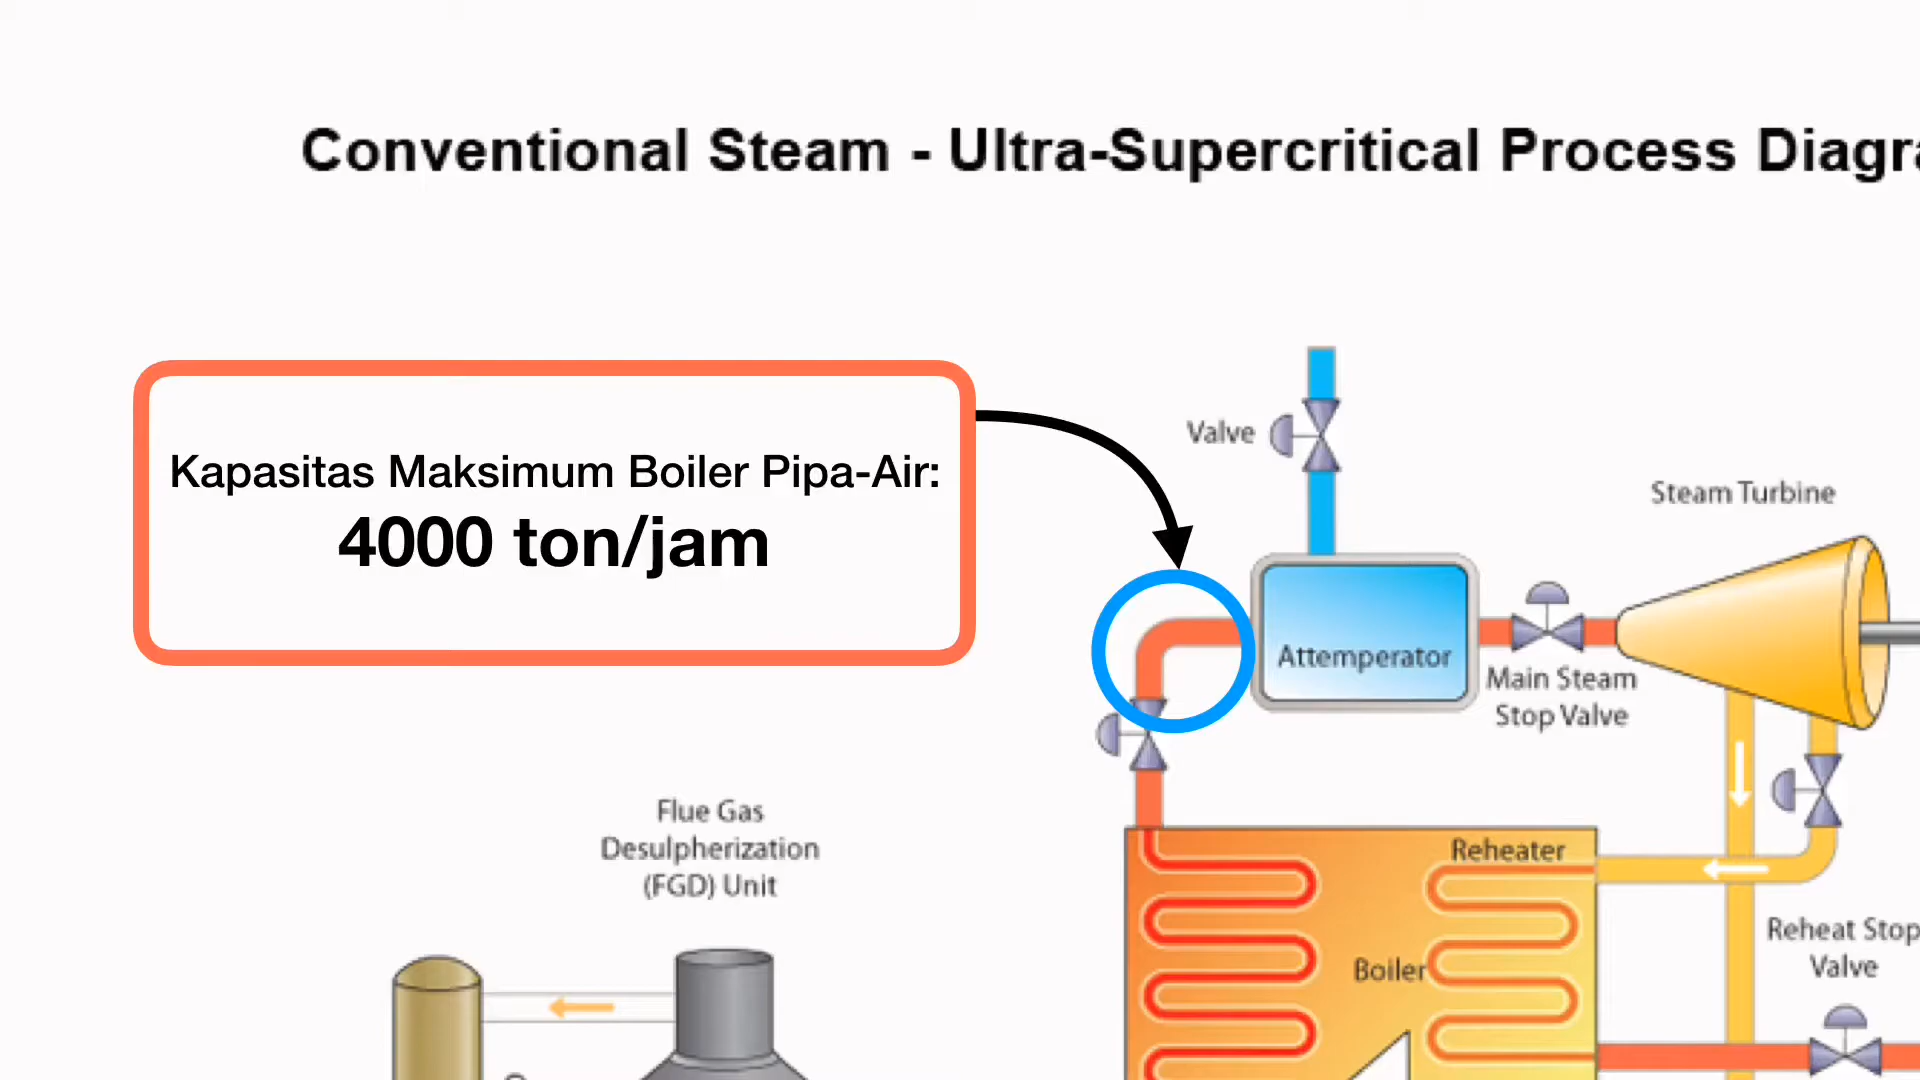 Conventional Steam - Ultra-Supercritical Process
Kapasitas Maksimum Boiler Pipa-Air:
4000 ton/jam
Valve
Steam Turbine
Attemperator
Main Steam
Stop Valve
Flue Gas
Desulpherization
(FGD) Unit
Reheater
Boiler
Reheat Stop
Valve